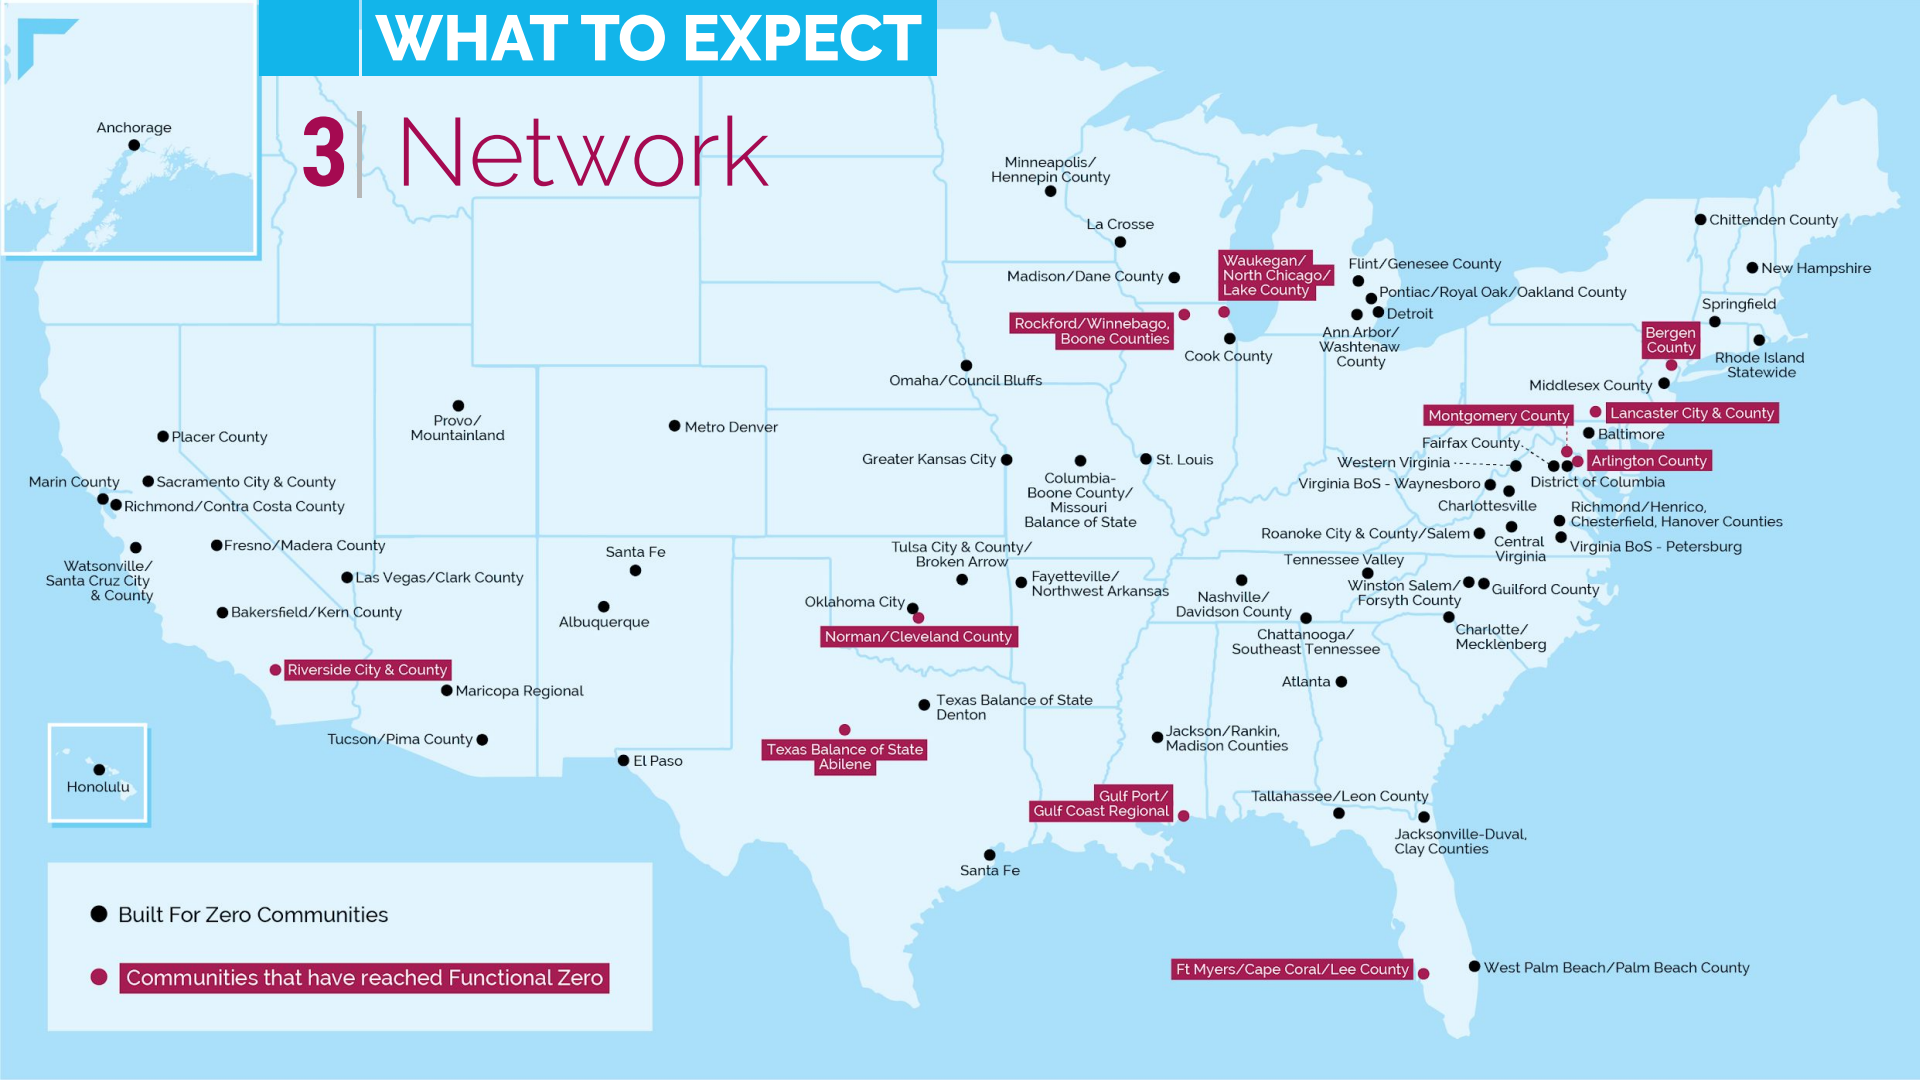 WHAT TO EXPECT
3 Network
Anchorage
Minneapolis/
Hennepin County
La Crosse
Madison/Dane County
Waukegan/
North Chicago/
Lake County
Rockford/Winnebago,
Boone Counties
Cook County
Flint/Genesee County
Pontiac/Royal Oak/Oakland County
Detroit
Ann Arbor/
Washtenaw
County
Chittenden County
New Hampshire
Springfield
Bergen
County
Rhode Island
Statewide
Middlesex County
Omaha/Council Bluffs
Provo/
Mountainland
Metro Denver
Placer County
Marin County
Sacramento City & County
Richmond/Contra Costa County
Greater Kansas City
Columbia-
Boone County/
Missouri
Balance of State
St. Louis
Montgomery County
Lancaster City & County
Baltimore
Fairfax County
Western Virginia
Arlington County
Virginia BoS - Waynesboro
District of Columbia
Charlottesville
Richmond/Henrico,
Chesterfield, Hanover Counties
Roanoke City & County/Salem
Central
Virginia
Virginia BoS - Petersburg
Watsonville/
Santa Cruz City
& County
Fresno/Madera County
Las Vegas/Clark County
Bakersfield/Kern County
Santa Fe
Albuquerque
Tulsa City & County/
Broken Arrow
Fayetteville/
Northwest Arkansas
Oklahoma City
Norman/Cleveland County
Tennessee Valley
Nashville/
Davidson County
Winston Salem/
Forsyth County
Guilford County
Chattanooga/
Southeast Tennessee
Charlotte/
Mecklenberg
Riverside City & County
Maricopa Regional
Tucson/Pima County
Atlanta
Texas Balance of State
Denton
Texas Balance of State
Abilene
El Paso
Jackson/Rankin,
Madison Counties
Honolulu
Gulf Port/
Gulf Coast Regional
Tallahassee/Leon County
Jacksonville-Duval,
Clay Counties
Santa Fe
Built For Zero Communities
Communities that have reached Functional Zero
Ft Myers/Cape Coral/Lee County
West Palm Beach/Palm Beach County